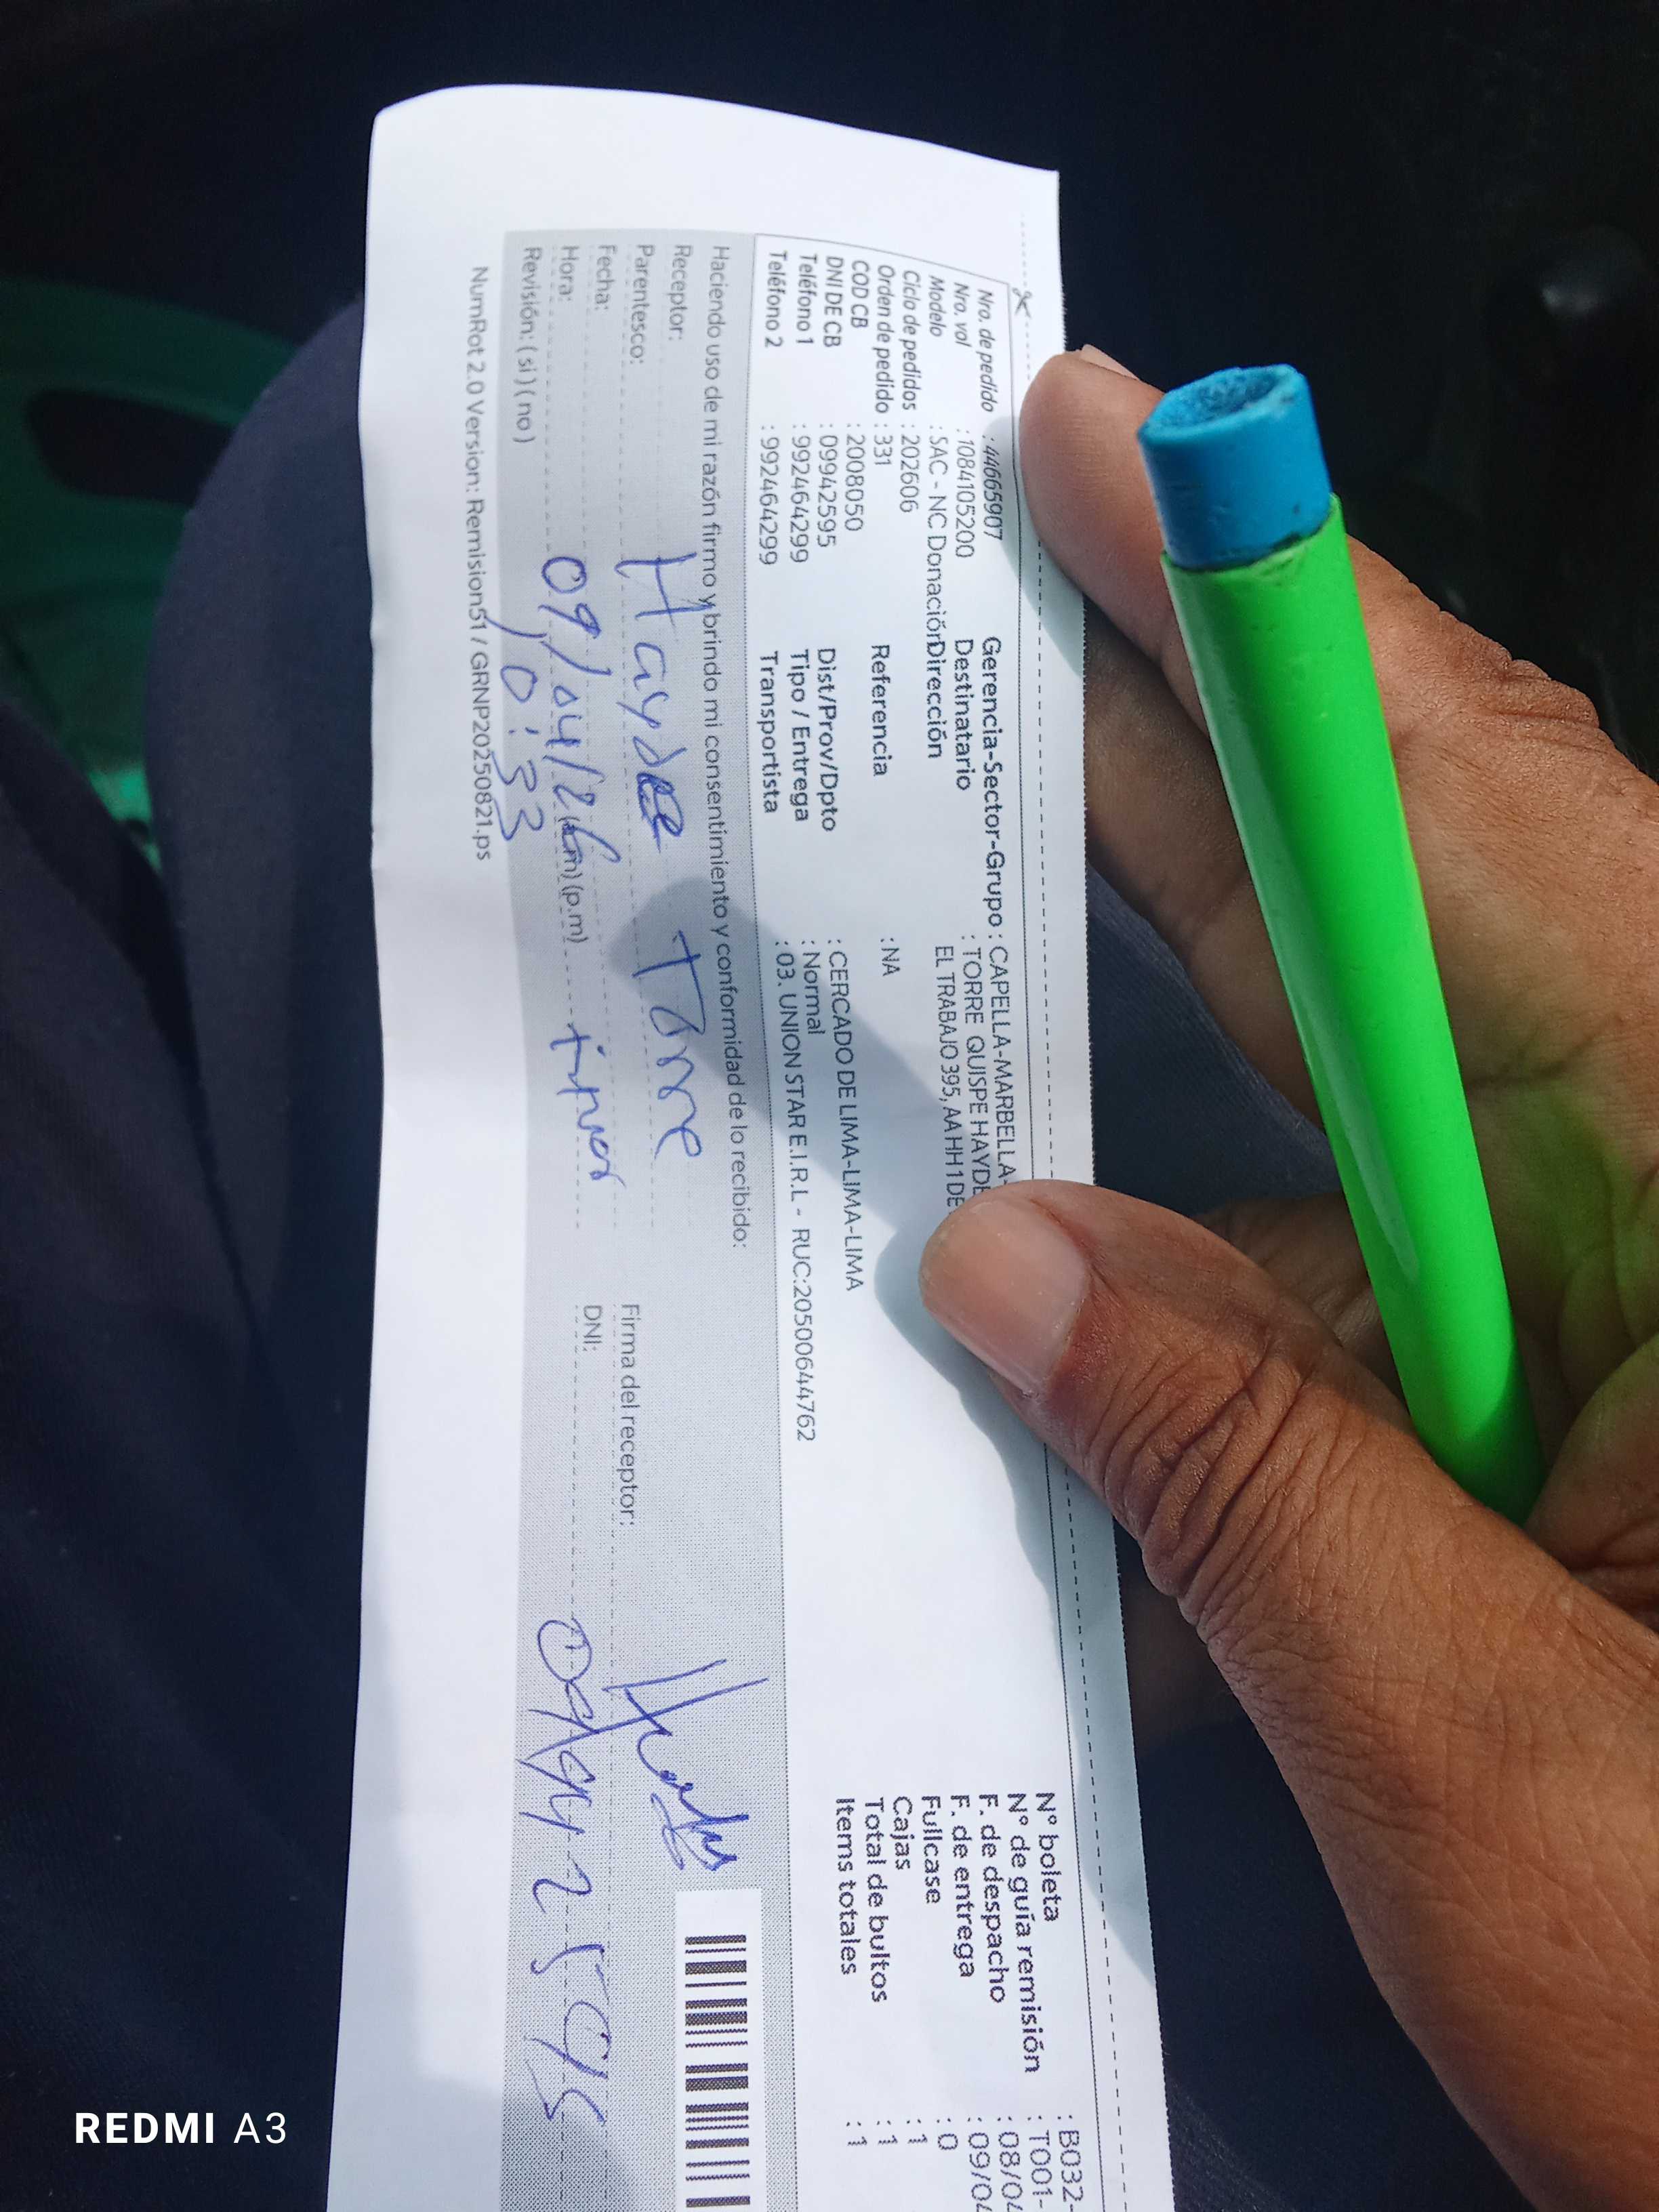 Nro. de pedido : 44665907
Nro. vol : 1084105200
Modelo : SAC - NC Donación
Ciclo de pedidos : 202606
Orden de pedido : 331
COD CB : 2008050
DNI DE CB : 09942595
Teléfono 1 : 992464299
Teléfono 2 : 992464299
Gerencia-Sector-Grupo : CAPELLA-MARBELLA-
Destinatario : TORRE QUISPE HAYDE
Dirección EL TRABAJO 395, AA HH 1 DE
Referencia : NA
Dist/Prov/Dpto : CERCADO DE LIMA-LIMA-LIMA
Tipo / Entrega : Normal
Transportista : 03. UNION STAR E.I.R.L - RUC:20500644762
N° boleta : B032-
N° de guía remisión : T001-
F. de despacho : 08/04
F. de entrega : 09/04
Fullcase : 0
Cajas : 1
Total de bultos : 1
Items totales : 1
Haciendo uso de mi razón firmo y brindo mi consentimiento y conformidad de lo recibido:
Receptor: Haydee Torre
Parentesco:
Fecha: 09/04/26
Hora: 10:33 (a.m) (p.m)
Revisión: ( si ) ( no )
Firma del receptor:
DNI: 09942595
NumRot 2.0 Version: Remision51 / GRNP20250821.ps
REDMI A3